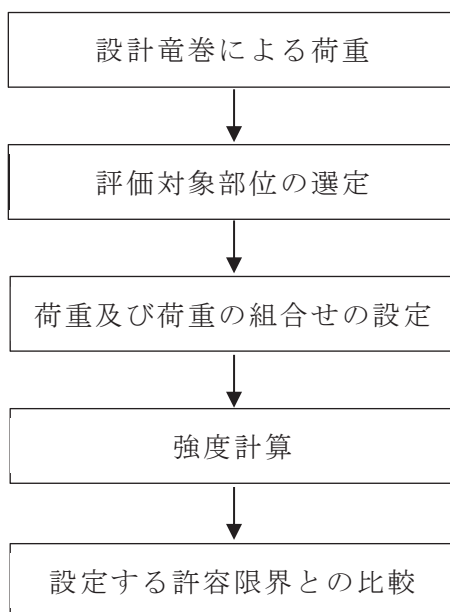 設計竜巻による荷重
評価対象部位の選定
荷重及び荷重の組合せの設定
強度計算
設定する許容限界との比較